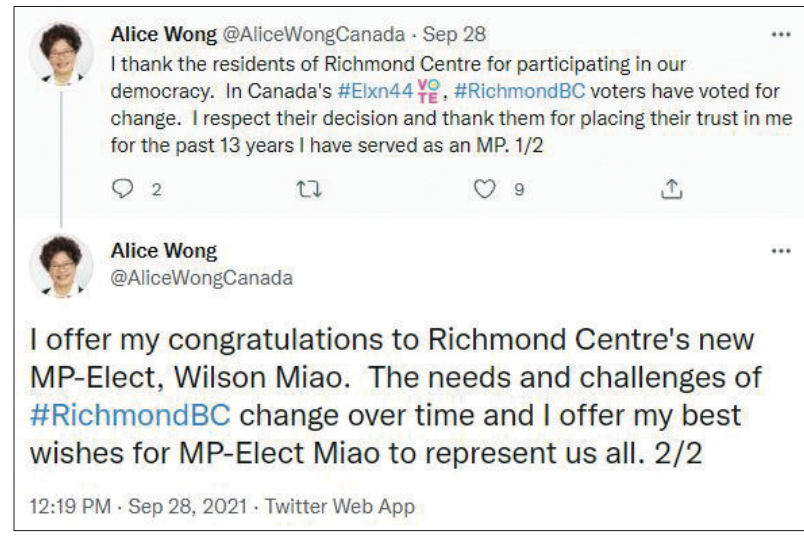 Alice Wong @AliceWongCanada · Sep 28
I thank the residents of Richmond Centre for participating in our
democracy. In Canada's #Elxn44 VOTE, #RichmondBC voters have voted for
change. I respect their decision and thank them for placing their trust in me
for the past 13 years I have served as an MP. 1/2
2 9
Alice Wong
@AliceWongCanada
I offer my congratulations to Richmond Centre's new
MP-Elect, Wilson Miao. The needs and challenges of
#RichmondBC change over time and I offer my best
wishes for MP-Elect Miao to represent us all. 2/2
12:19 PM · Sep 28, 2021 · Twitter Web App